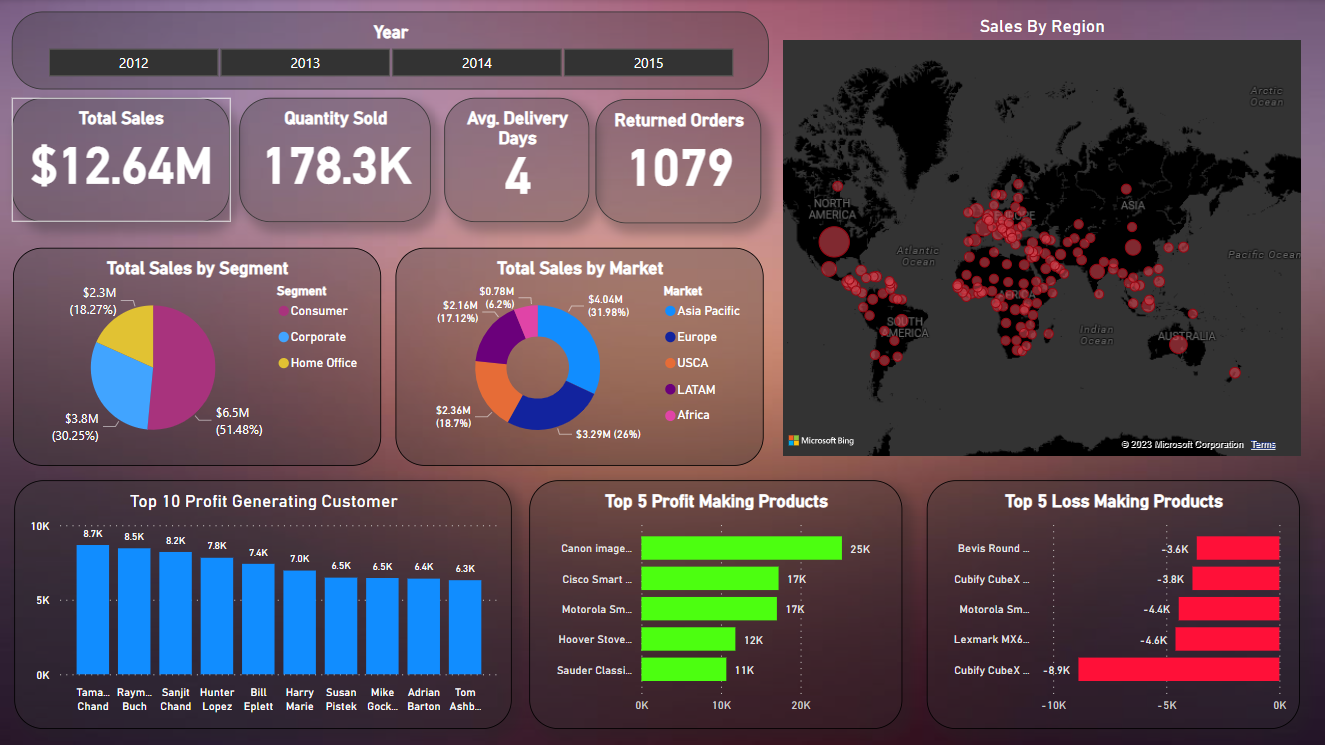 Year
2012
2013
2014
2015
Total Sales
$12.64M
Quantity Sold
178.3K
Avg. Delivery
Days
4
Returned Orders
1079
Sales By Region
Arctic
Ocean
NORTH
AMERICA
EUROPE
ASIA
Atlantic
Ocean
Pacific Ocean
AFRICA
SOUTH
AMERICA
Indian
Ocean
AUSTRALIA
Microsoft Bing
© 2023 Microsoft Corporation Terms
Total Sales by Segment
$2.3M
(18.27%)
$3.8M
(30.25%)
$6.5M
(51.48%)
Segment
Consumer
Corporate
Home Office
Total Sales by Market
$0.78M
(6.2%)
$2.16M
(17.12%)
$4.04M
(31.98%)
$2.36M
(18.7%)
$3.29M (26%)
Market
Asia Pacific
Europe
USCA
LATAM
Africa
Top 10 Profit Generating Customer
10K
5K
0K
8.7K
8.5K
8.2K
7.8K
7.4K
7.0K
6.5K
6.5K
6.4K
6.3K
Tama... Raym... Sanjit Hunter Bill Harry Susan Mike Adrian Tom
Chand Buch Chand Lopez Eplett Marie Pistek Gock... Barton Ashb...
Top 5 Profit Making Products
Canon image... 25K
Cisco Smart ... 17K
Motorola Sm... 17K
Hoover Stove... 12K
Sauder Classi... 11K
0K 10K 20K
Top 5 Loss Making Products
Bevis Round ... -3.6K
Cubify CubeX ... -3.8K
Motorola Sm... -4.4K
Lexmark MX6... -4.6K
Cubify CubeX ... -8.9K
-10K -5K 0K